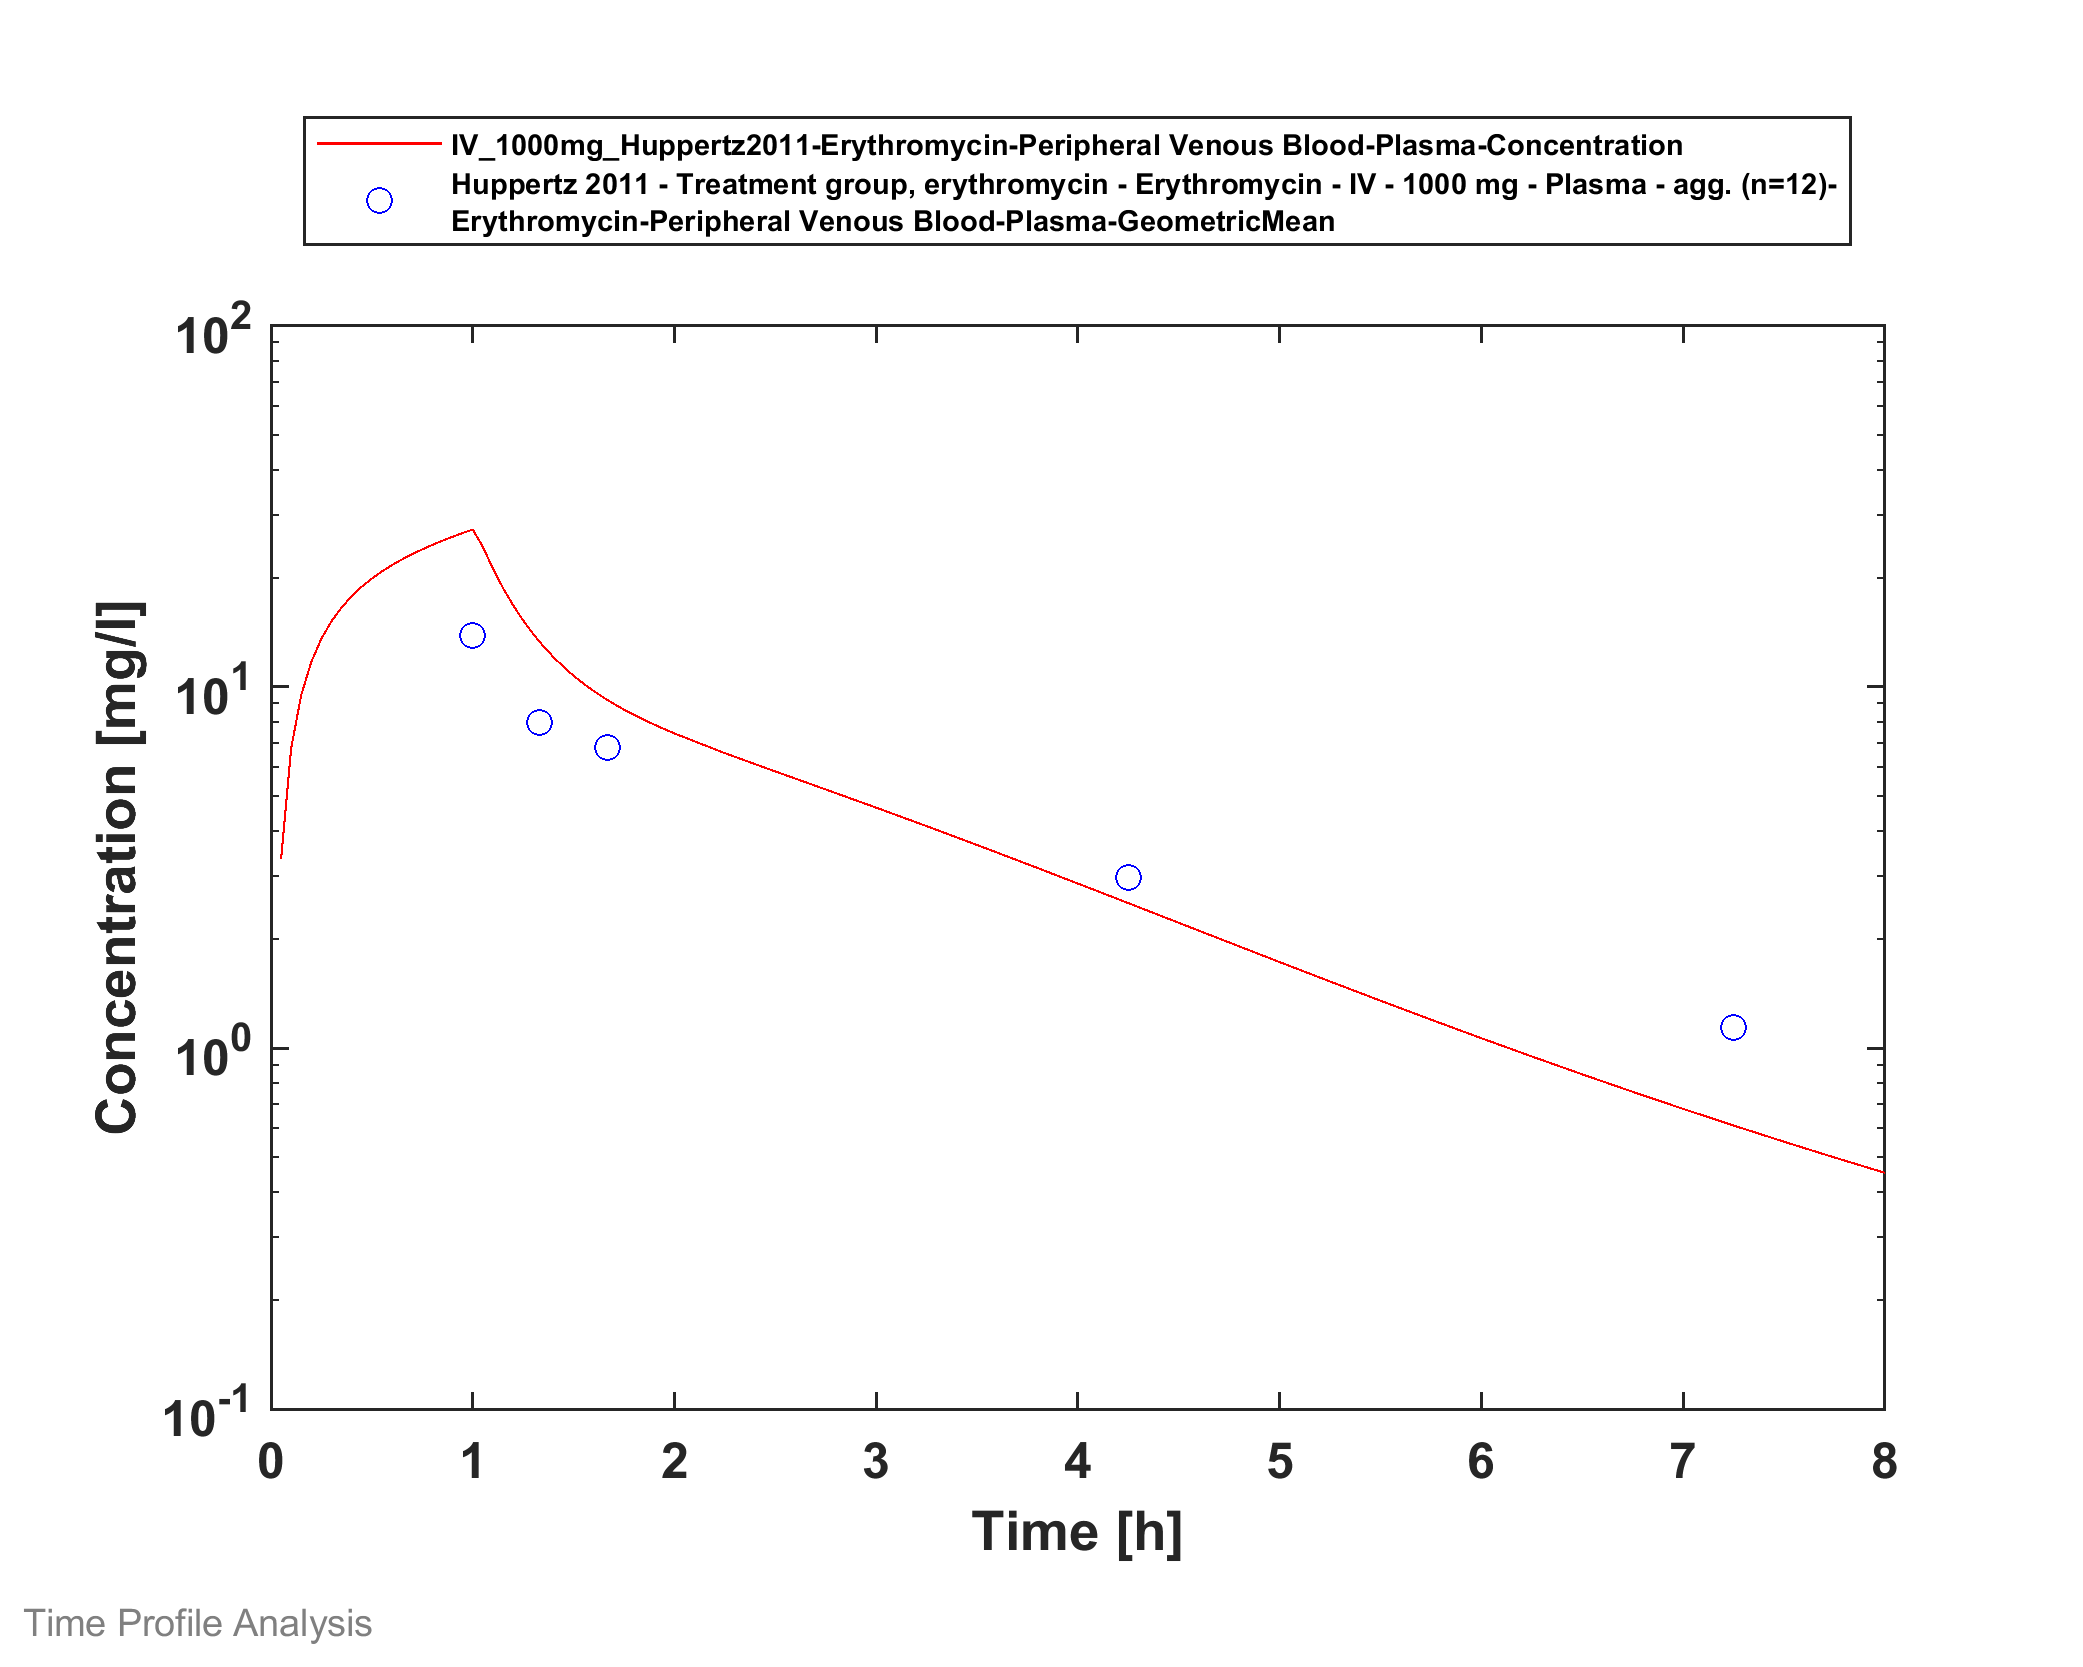 IV_1000mg_Huppertz2011-Erythromycin-Peripheral Venous Blood-Plasma-Concentration
Huppertz 2011 - Treatment group, erythromycin - Erythromycin - IV - 1000 mg - Plasma - agg. (n=12)-
Erythromycin-Peripheral Venous Blood-Plasma-GeometricMean
10^2
10^1
10^0
10^-1
Concentration [mg/l]
0 1 2 3 4 5 6 7 8
Time [h]
Time Profile Analysis